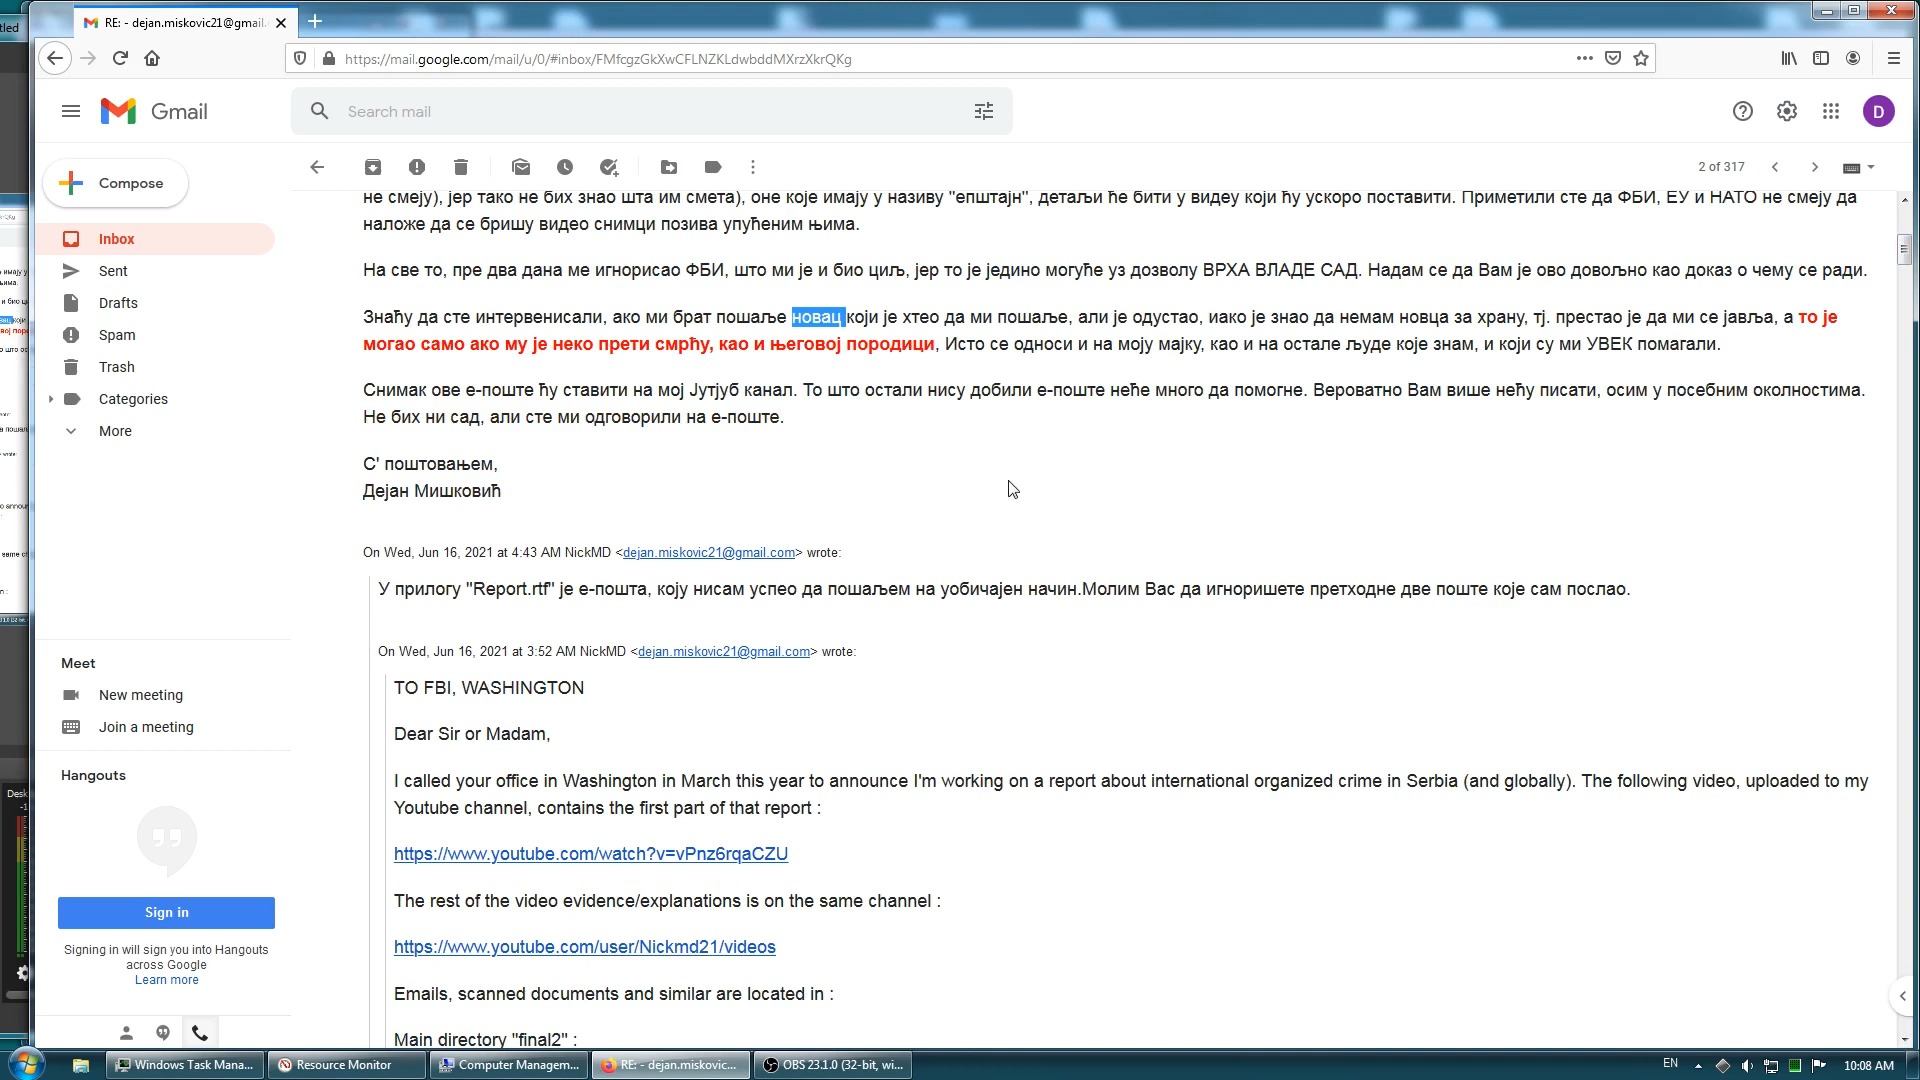 RE: - dejan.miskovic21@gmail.
https://mail.google.com/mail/u/0/#inbox/FMfcgzGkXwCFLNZKLdwbddMXrzXkrQKg
Gmail
Search mail
D
Compose
2 of 317
Inbox
Sent
Drafts
Spam
Trash
Categories
More
не смеју), јер тако не бих знао шта им смета), оне које имају у називу "епштајн", детаљи ће бити у видеу који ћу ускоро поставити. Приметили сте да ФБИ, ЕУ и НАТО не смеју да
наложе да се бришу видео снимци позива упућеним њима.
На све то, пре два дана ме игнорисао ФБИ, што ми је и био циљ, јер то је једино могуће уз дозволу ВРХА ВЛАДЕ САД. Надам се да Вам је ово довољно као доказ о чему се ради.
Знаћу да сте интервенисали, ако ми брат пошаље новац који је хтео да ми пошаље, али је одустао, иако је знао да немам новца за храну, тј. престао је да ми се јавља, а то је
могао само ако му је неко прети смрћу, као и његовој породици, Исто се односи и на моју мајку, као и на остале људе које знам, и који су ми УВЕК помагали.
Снимак ове е-поште ћу ставити на мој Јутјуб канал. То што остали нису добили е-поште неће много да помогне. Вероватно Вам више нећу писати, осим у посебним околностима.
Не бих ни сад, али сте ми одговорили на е-поште.
С' поштовањем,
Дејан Мишковић
On Wed, Jun 16, 2021 at 4:43 AM NickMD <dejan.miskovic21@gmail.com> wrote:
У прилогу "Report.rtf" је е-пошта, коју нисам успео да пошаљем на уобичајен начин.Молим Вас да игноришете претходне две поште које сам послао.
On Wed, Jun 16, 2021 at 3:52 AM NickMD <dejan.miskovic21@gmail.com> wrote:
TO FBI, WASHINGTON
Dear Sir or Madam,
I called your office in Washington in March this year to announce I'm working on a report about international organized crime in Serbia (and globally). The following video, uploaded to my
Youtube channel, contains the first part of that report :
https://www.youtube.com/watch?v=vPnz6rqaCZU
The rest of the video evidence/explanations is on the same channel :
https://www.youtube.com/user/Nickmd21/videos
Emails, scanned documents and similar are located in :
Main directory "final2" :
Meet
New meeting
Join a meeting
Hangouts
Sign in
Signing in will sign you into Hangouts
across Google
Learn more
Windows Task Mana...
Resource Monitor
Computer Managem...
RE: - dejan.miskovic...
OBS 23.1.0 (32-bit, wi...
EN
10:08 AM